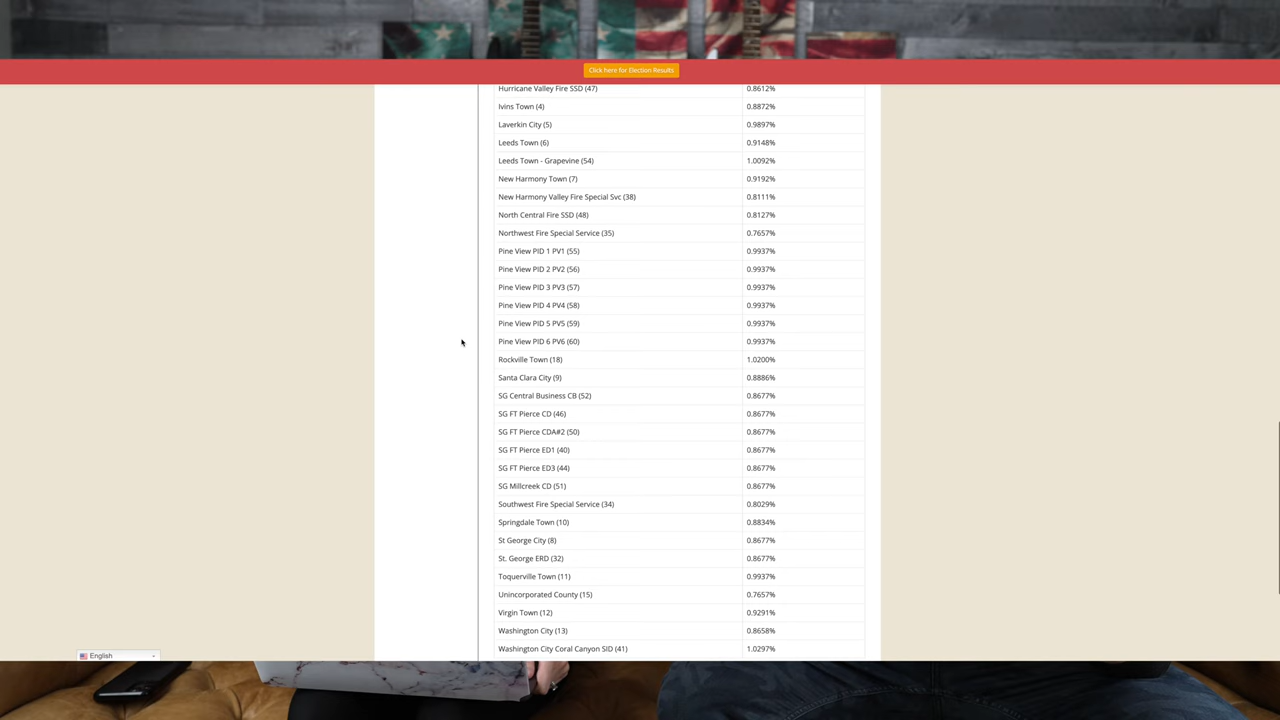 Click here for Election Results
Hurricane Valley Fire SSD (47) 0.8612%
Ivins Town (4) 0.8872%
Laverkin City (5) 0.9897%
Leeds Town (6) 0.9148%
Leeds Town - Grapevine (54) 1.0092%
New Harmony Town (7) 0.9192%
New Harmony Valley Fire Special Svc (38) 0.8111%
North Central Fire SSD (48) 0.8127%
Northwest Fire Special Service (35) 0.7657%
Pine View PID 1 PV1 (55) 0.9937%
Pine View PID 2 PV2 (56) 0.9937%
Pine View PID 3 PV3 (57) 0.9937%
Pine View PID 4 PV4 (58) 0.9937%
Pine View PID 5 PV5 (59) 0.9937%
Pine View PID 6 PV6 (60) 0.9937%
Rockville Town (18) 1.0200%
Santa Clara City (9) 0.8886%
SG Central Business CB (52) 0.8677%
SG FT Pierce CD (46) 0.8677%
SG FT Pierce CDA#2 (50) 0.8677%
SG FT Pierce ED1 (40) 0.8677%
SG FT Pierce ED3 (44) 0.8677%
SG Millcreek CD (51) 0.8677%
Southwest Fire Special Service (34) 0.8029%
Springdale Town (10) 0.8834%
St George City (8) 0.8677%
St. George ERD (32) 0.8677%
Toquerville Town (11) 0.9937%
Unincorporated County (15) 0.7657%
Virgin Town (12) 0.9291%
Washington City (13) 0.8658%
Washington City Coral Canyon SID (41) 1.0297%
English